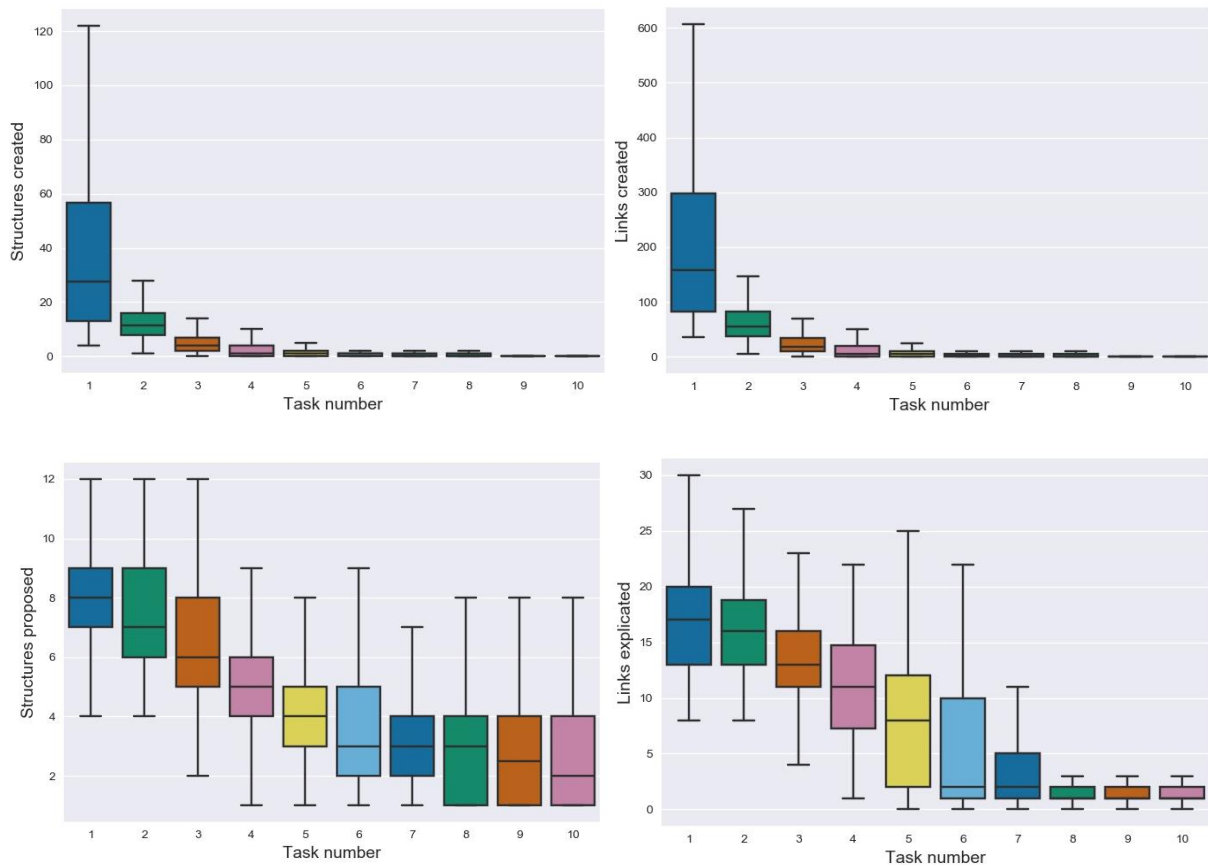 Structures created
120
100
80
60
40
20
0
1 2 3 4 5 6 7 8 9 10
Task number
Links created
600
500
400
300
200
100
0
1 2 3 4 5 6 7 8 9 10
Task number
Structures proposed
12
10
8
6
4
2
1 2 3 4 5 6 7 8 9 10
Task number
Links explicated
30
25
20
15
10
5
0
1 2 3 4 5 6 7 8 9 10
Task number